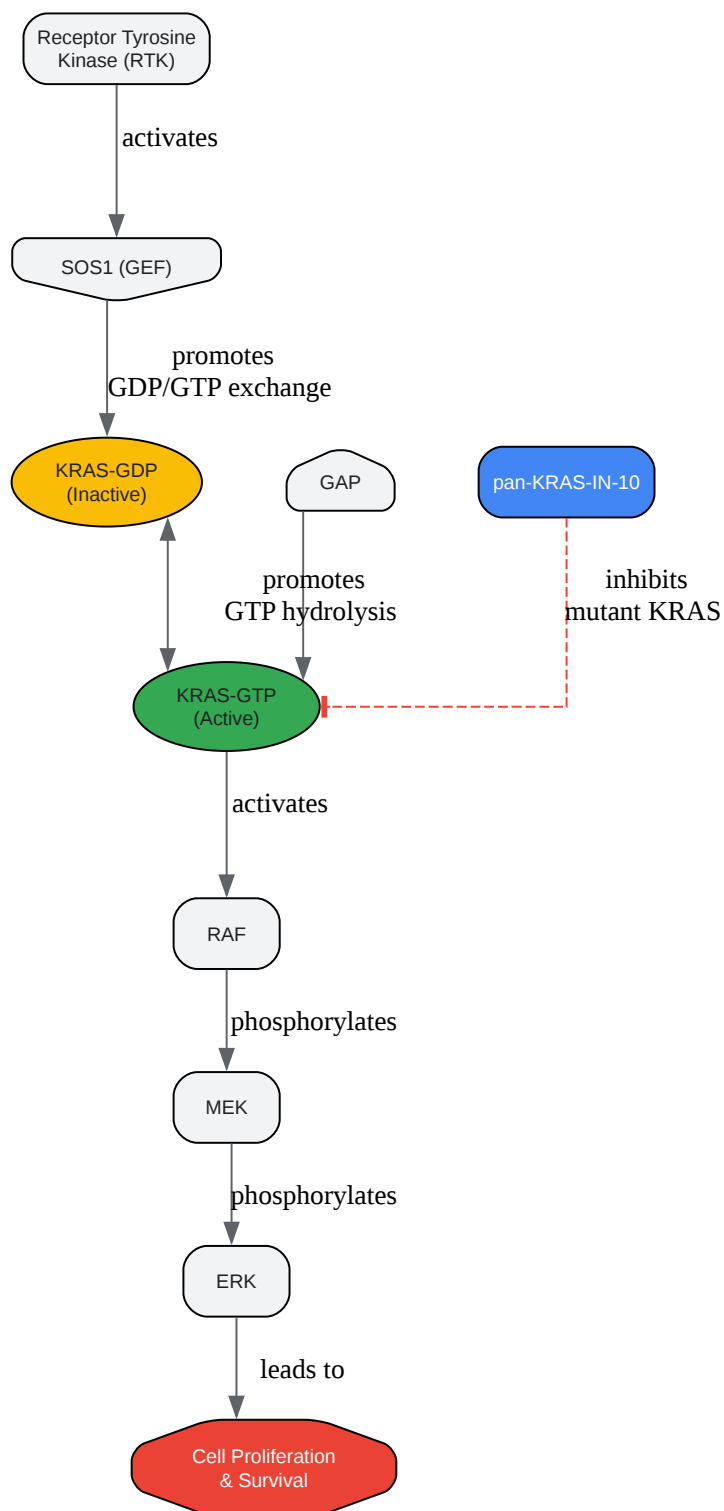 Receptor Tyrosine
Kinase (RTK)
activates
SOS1 (GEF)
promotes
GDP/GTP exchange
KRAS-GDP
(Inactive)
GAP
pan-KRAS-IN-10
promotes
GTP hydrolysis
inhibits
mutant KRAS
KRAS-GTP
(Active)
activates
RAF
phosphorylates
MEK
phosphorylates
ERK
leads to
Cell Proliferation
& Survival